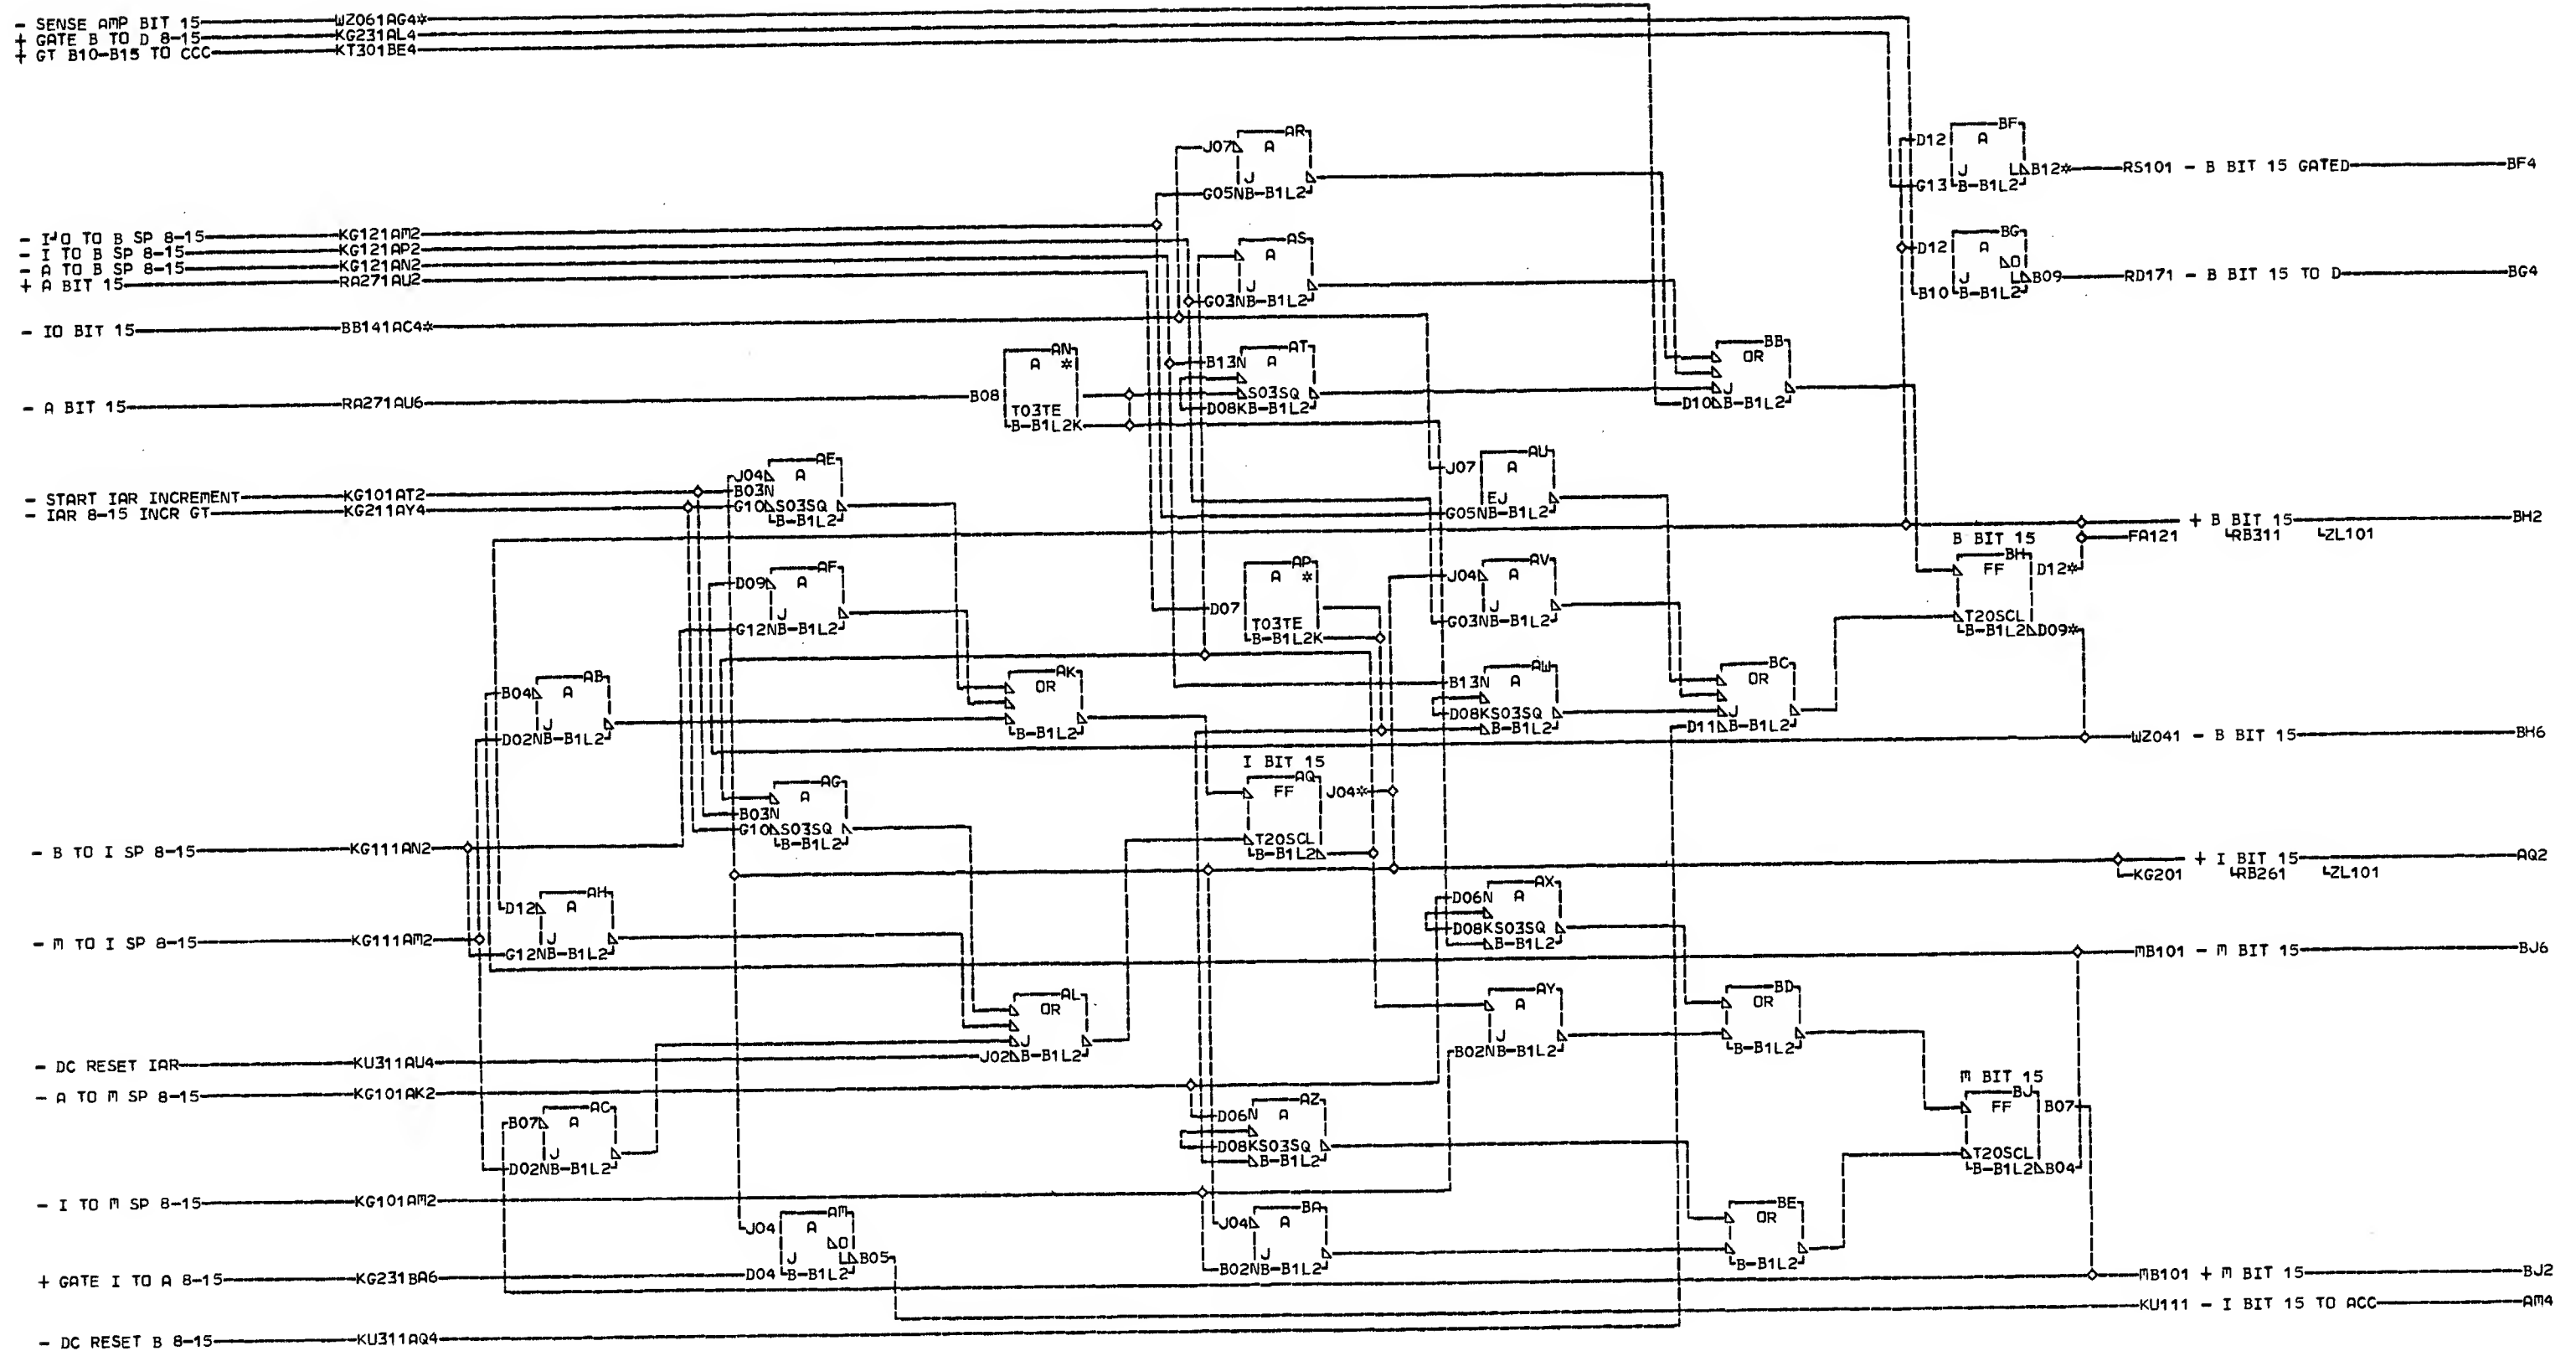 - SENSE AMP BIT 15 WZ061AG4*
+ GATE B TO D 8-15 KG231AL4
+ GT B10-B15 TO CCC KT301BE4
AR
J07 A
J
G05NB-B1L2
BF
D12 A
J L B12* RS101 - B BIT 15 GATED BF4
G13 B-B1L2
- I/O TO B SP 8-15 KG121AM2
- I TO B SP 8-15 KG121AP2
- A TO B SP 8-15 KG121AN2
+ A BIT 15 RA271AU2
AS
A
J
G03NB-B1L2
BG
D12 A
O
J L B09 RD171 - B BIT 15 TO D BG4
B10 B-B1L2
- IO BIT 15 BB141AC4*
AN
A *
B08
T03TE
B-B1L2K
AT
B13N A
S03SQ
D08KB-B1L2
BB
OR
J
D10 B-B1L2
- A BIT 15 RA271AU6
AE
J04 A
B03N
G10 S03SQ
B-B1L2
AU
J07 A
EJ
G05NB-B1L2
- START IAR INCREMENT KG101AT2
- IAR 8-15 INCR GT KG211AY4
+ B BIT 15 BH2
FA121 RB311 ZL101
B BIT 15
BH
FF D12*
T20SCL
B-B1L2 D09*
AF
D09 A
J
G12NB-B1L2
AP
A *
D07
T03TE
B-B1L2K
AV
J04 A
J
G03NB-B1L2
AB
B04 A
J
D02NB-B1L2
AK
OR
B-B1L2
AW
B13N A
D08KS03SQ
B-B1L2
BC
OR
J
D11 B-B1L2
WZ041 - B BIT 15 BH6
I BIT 15
AQ
FF J04*
T20SCL
B-B1L2
AG
A
B03N
G10 S03SQ
B-B1L2
- B TO I SP 8-15 KG111AN2
+ I BIT 15 AQ2
KG201 RB261 ZL101
AH
D12 A
J
G12NB-B1L2
AX
D06N A
D08KS03SQ
B-B1L2
- M TO I SP 8-15 KG111AM2
MB101 - M BIT 15 BJ6
AL
OR
J
J02 B-B1L2
AY
A
J
B02NB-B1L2
BD
OR
B-B1L2
- DC RESET IAR KU311AU4
- A TO M SP 8-15 KG101AK2
M BIT 15
BJ
FF B07
T20SCL
B-B1L2 B04
AC
B07 A
J
D02NB-B1L2
AZ
D06N A
D08KS03SQ
B-B1L2
- I TO M SP 8-15 KG101AM2
AM
J04 A
O
J L B05
D04 B-B1L2
BA
J04 A
J
B02NB-B1L2
BE
OR
B-B1L2
+ GATE I TO A 8-15 KG231BA6
MB101 + M BIT 15 BJ2
KU111 - I BIT 15 TO ACC AM4
- DC RESET B 8-15 KU311AQ4